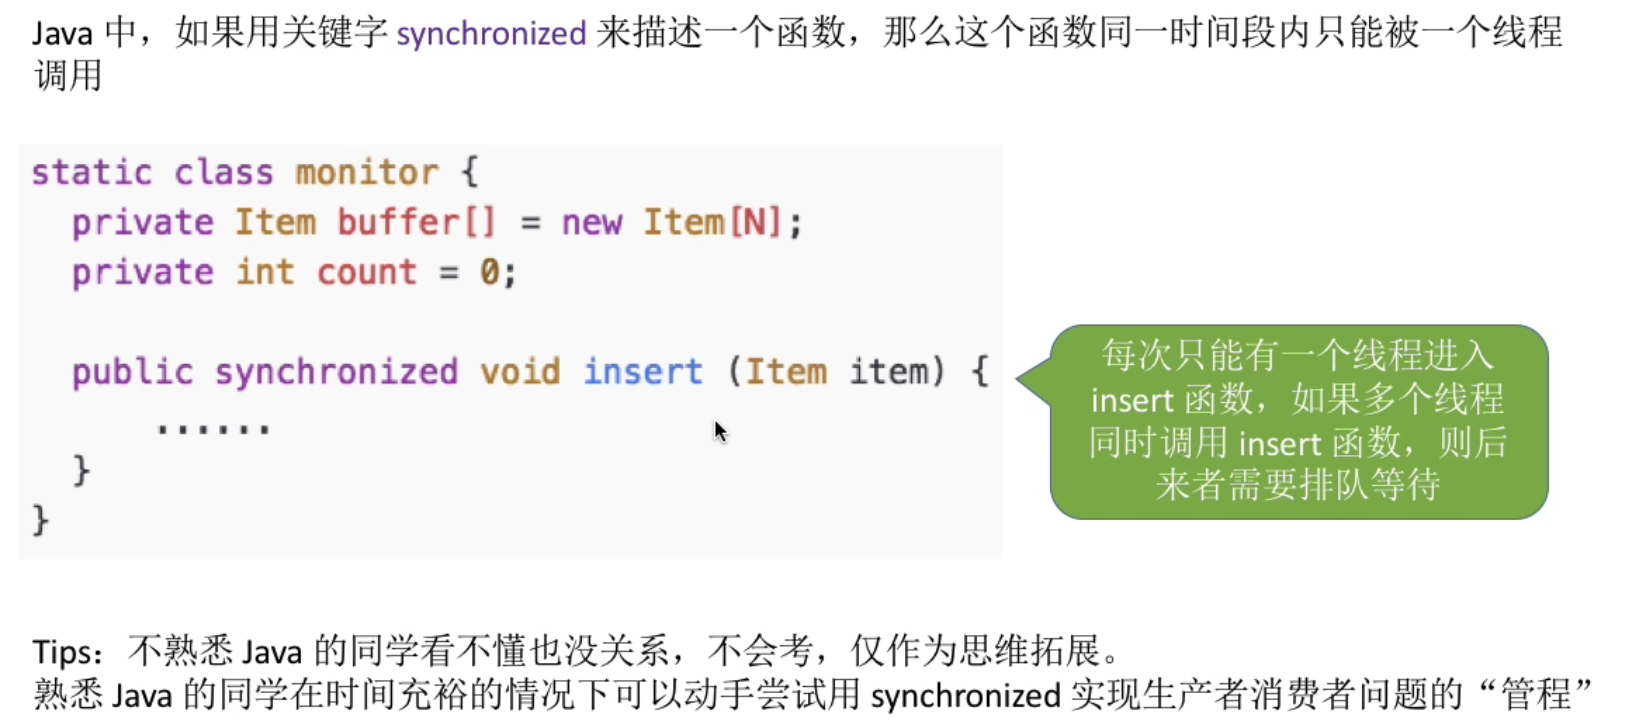 Java 中，如果用关键字 synchronized 来描述一个函数，那么这个函数同一时间段内只能被一个线程
调用
static class monitor {
  private Item buffer[] = new Item[N];
  private int count = 0;
  public synchronized void insert (Item item) {
      ......
  }
}
每次只能有一个线程进入
insert 函数，如果多个线程
同时调用 insert 函数，则后
来者需要排队等待
Tips：不熟悉 Java 的同学看不懂也没关系，不会考，仅作为思维拓展。
熟悉 Java 的同学在时间充裕的情况下可以动手尝试用 synchronized 实现生产者消费者问题的“管程”